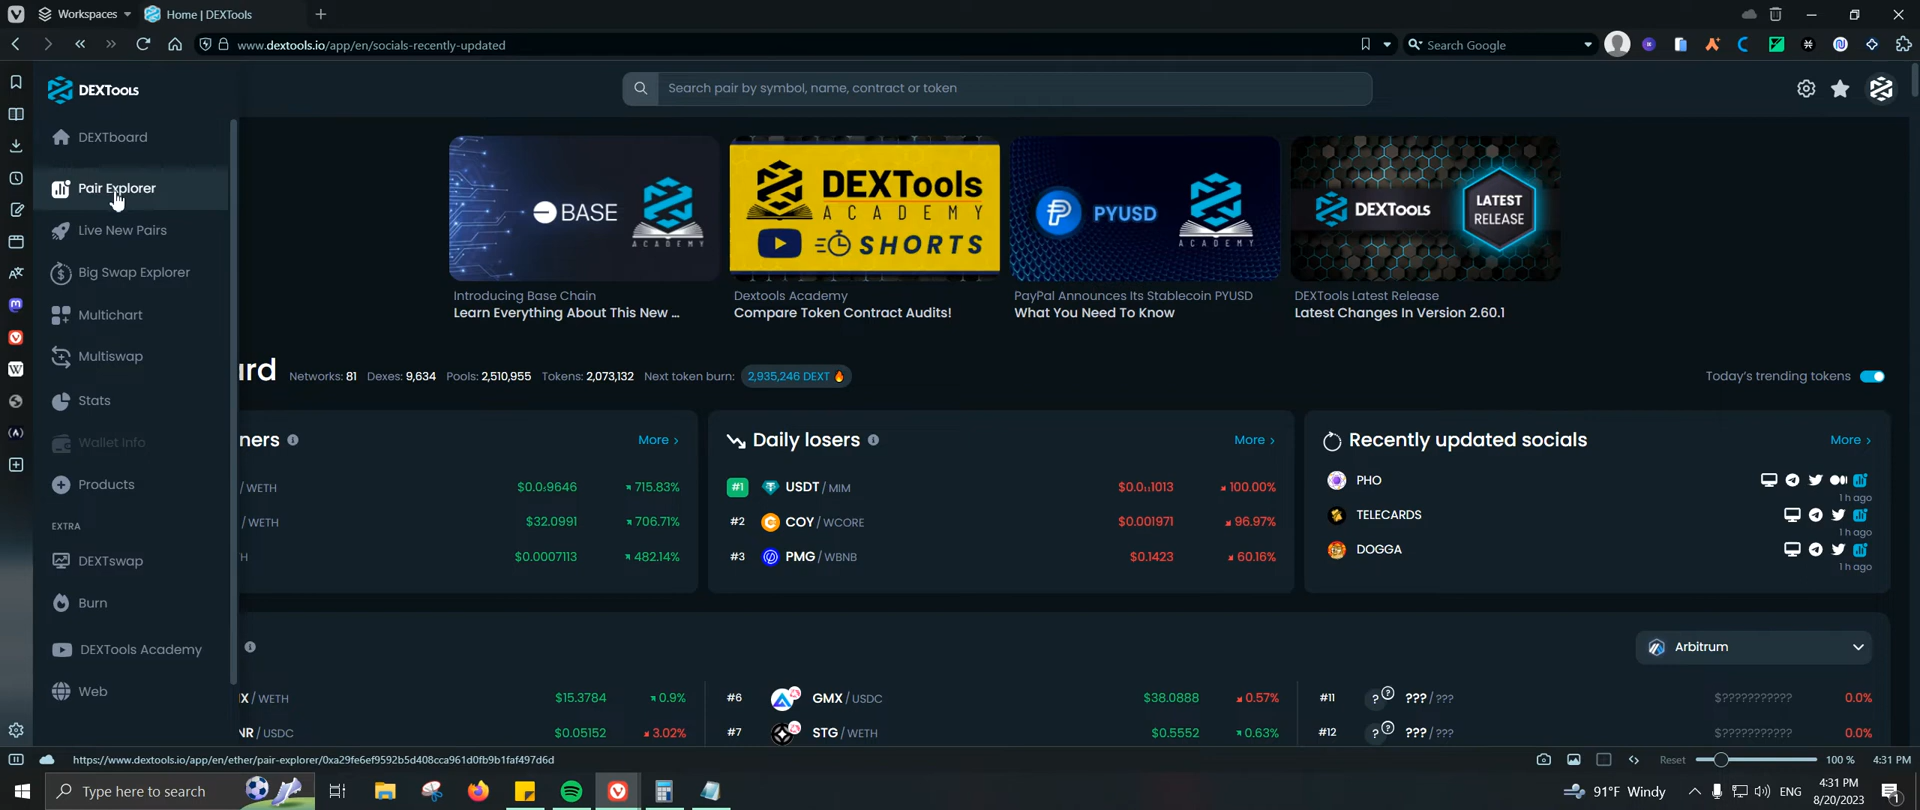 Workspaces
Home | DEXTools
www.dextools.io/app/en/socials-recently-updated
Search Google
DEXTools
Search pair by symbol, name, contract or token
DEXTboard
Pair Explorer
Live New Pairs
Big Swap Explorer
Multichart
Multiswap
Stats
Wallet Info
Products
EXTRA
DEXTswap
Burn
DEXTools Academy
Web
BASE
ACADEMY
Introducing Base Chain
Learn Everything About This New ...
DEXTools
ACADEMY
SHORTS
Dextools Academy
Compare Token Contract Audits!
PYUSD
ACADEMY
PayPal Announces Its Stablecoin PYUSD
What You Need To Know
DEXTools
LATEST
RELEASE
DEXTools Latest Release
Latest Changes In Version 2.60.1
ard Networks: 81 Dexes: 9,634 Pools: 2,510,955 Tokens: 2,073,132 Next token burn: 2,935,246 DEXT
Today's trending tokens
ners More >
/ WETH $0.0₅9646 715.83%
/ WETH $32.0991 706.71%
H $0.0007113 482.14%
Daily losers More >
#1 USDT / MIM $0.0₁₁1013 100.00%
#2 COY / WCORE $0.001971 96.97%
#3 PMG / WBNB $0.1423 60.16%
Recently updated socials More >
PHO
1 h ago
TELECARDS
1 h ago
DOGGA
1 h ago
Arbitrum
X / WETH $15.3784 0.9%
NR / USDC $0.05152 3.02%
#6 GMX / USDC $38.0888 0.57%
#7 STG / WETH $0.5552 0.63%
#11 ? ? ??? / ??? $??????????? 0.0%
#12 ? ? ??? / ??? $??????????? 0.0%
https://www.dextools.io/app/en/ether/pair-explorer/0xa29fe6ef9592b5d408cca961d0fb9b1faf497d6d
Reset 100 % 4:31 PM
Type here to search
91°F Windy
ENG
4:31 PM
8/20/2023
1